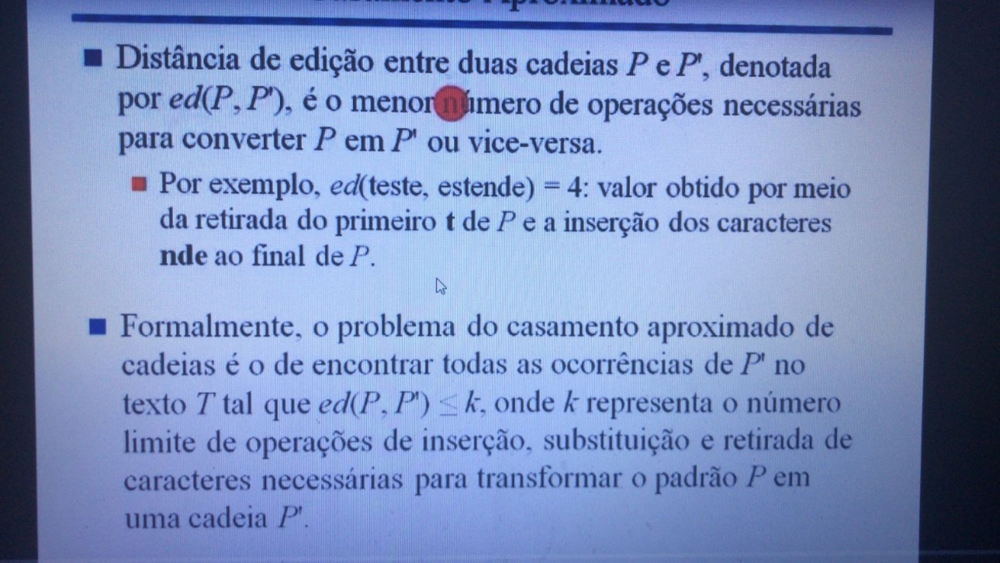 Distância de edição entre duas cadeias P e P', denotada
por ed(P, P'), é o menor número de operações necessárias
para converter P em P' ou vice-versa.
Por exemplo, ed(teste, estende) = 4: valor obtido por meio
da retirada do primeiro t de P e a inserção dos caracteres
nde ao final de P.
Formalmente, o problema do casamento aproximado de
cadeias é o de encontrar todas as ocorrências de P' no
texto T tal que ed(P, P') ≤ k, onde k representa o número
limite de operações de inserção, substituição e retirada de
caracteres necessárias para transformar o padrão P em
uma cadeia P'.